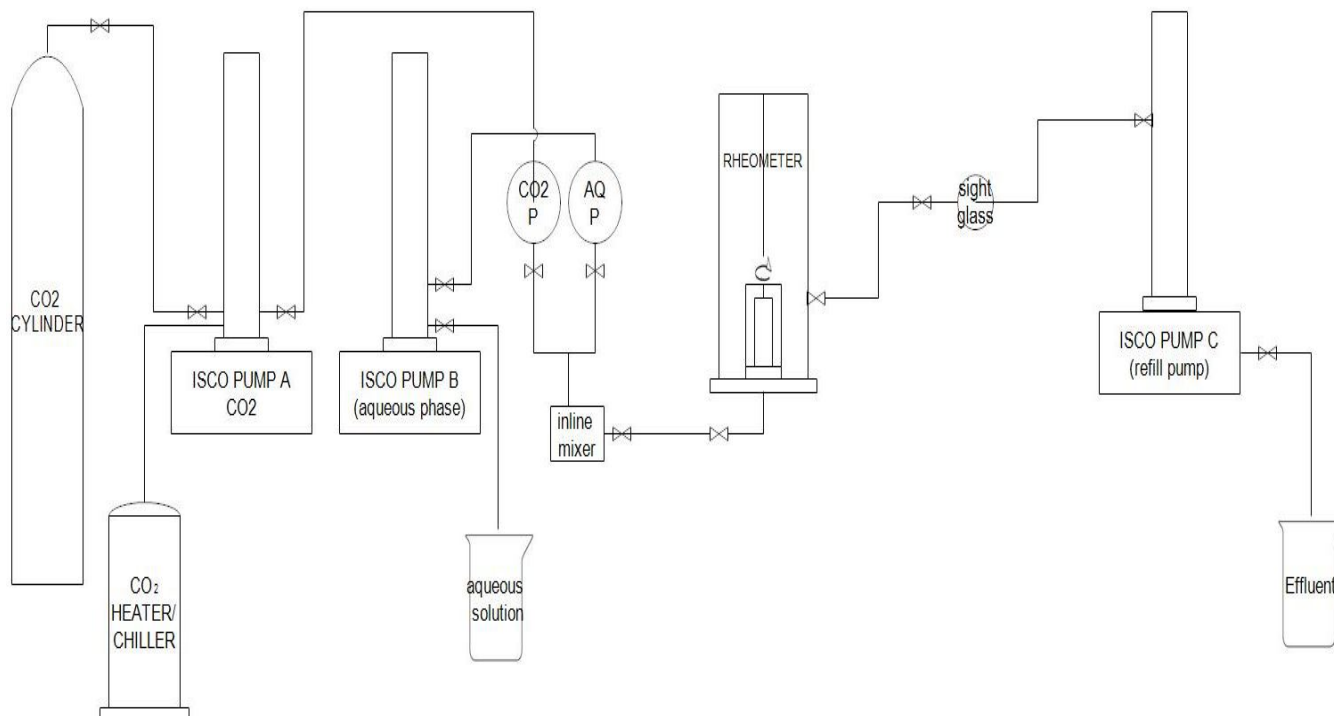 CO2
CYLINDER
ISCO PUMP A
CO2
ISCO PUMP B
(aqueous phase)
CO2
P
AQ
P
inline
mixer
RHEOMETER
sight
glass
ISCO PUMP C
(refill pump)
CO₂
HEATER/
CHILLER
aqueous
solution
Effluent